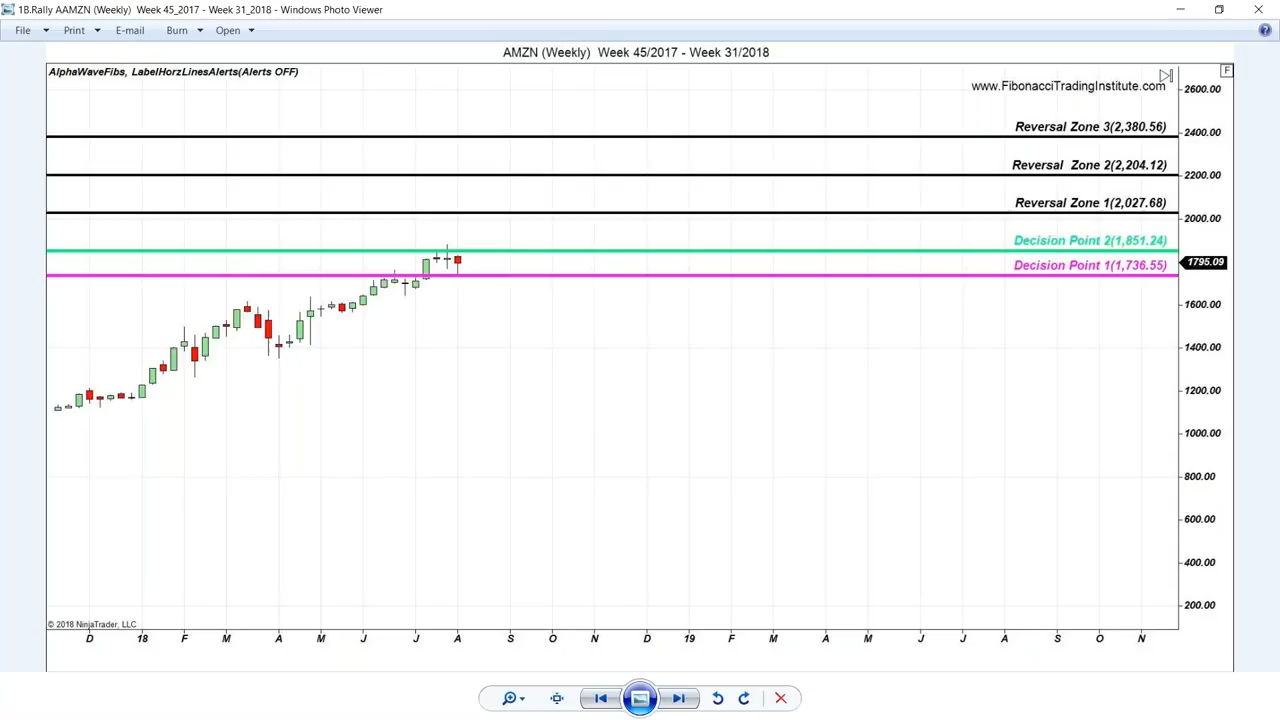 1B.Rally AAMZN (Weekly)  Week 45_2017 - Week 31_2018 - Windows Photo Viewer
File Print E-mail Burn Open
AMZN (Weekly)  Week 45/2017 - Week 31/2018
AlphaWaveFibs, LabelHorzLinesAlerts(Alerts OFF)
F
www.FibonacciTradingInstitute.com
2600.00
Reversal Zone 3(2,380.56)
2400.00
Reversal  Zone 2(2,204.12)
2200.00
Reversal Zone 1(2,027.68)
2000.00
Decision Point 2(1,851.24)
1795.09
Decision Point 1(1,736.55)
1600.00
1400.00
1200.00
1000.00
800.00
600.00
400.00
200.00
© 2018 NinjaTrader, LLC
D 18 F M A M J J A S O N D 19 F M A M J J A S O N